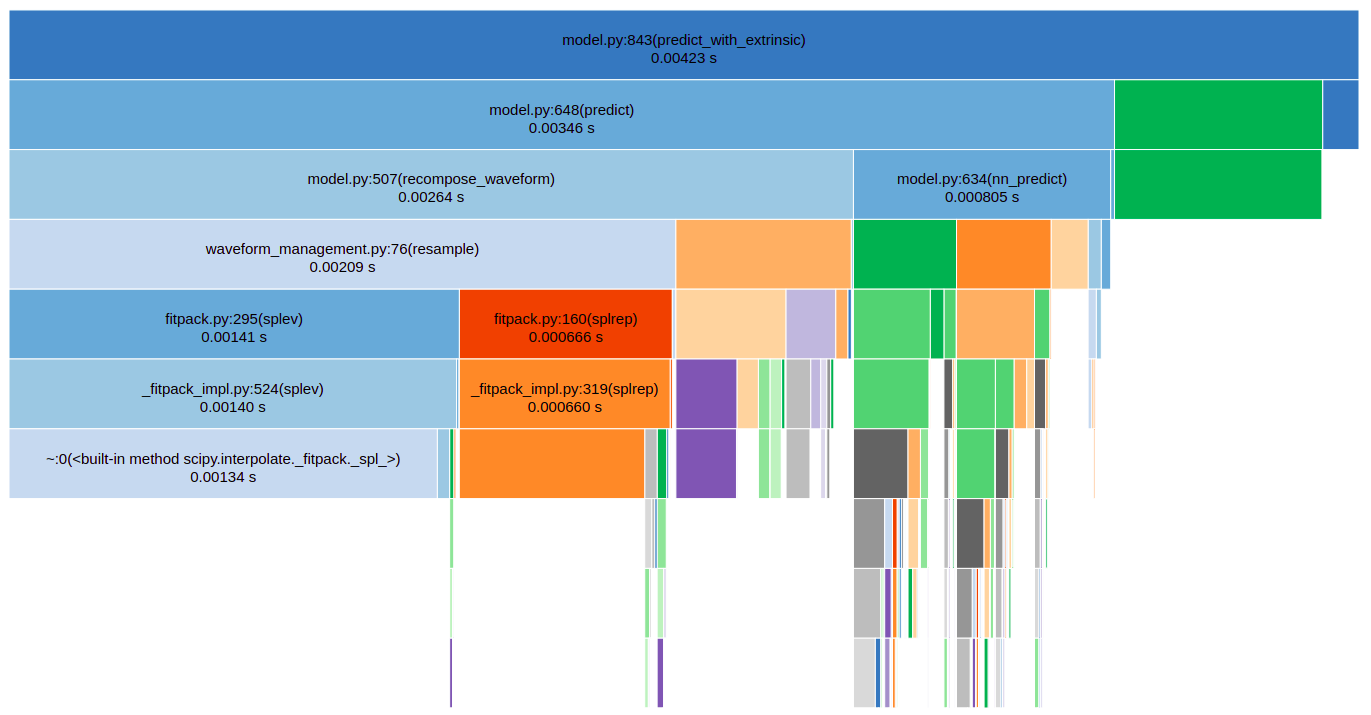 model.py:843(predict_with_extrinsic)
0.00423 s
model.py:648(predict)
0.00346 s
model.py:507(recompose_waveform)
0.00264 s
model.py:634(nn_predict)
0.000805 s
waveform_management.py:76(resample)
0.00209 s
fitpack.py:295(splev)
0.00141 s
fitpack.py:160(splrep)
0.000666 s
_fitpack_impl.py:524(splev)
0.00140 s
_fitpack_impl.py:319(splrep)
0.000660 s
~:0(<built-in method scipy.interpolate._fitpack._spl_>)
0.00134 s